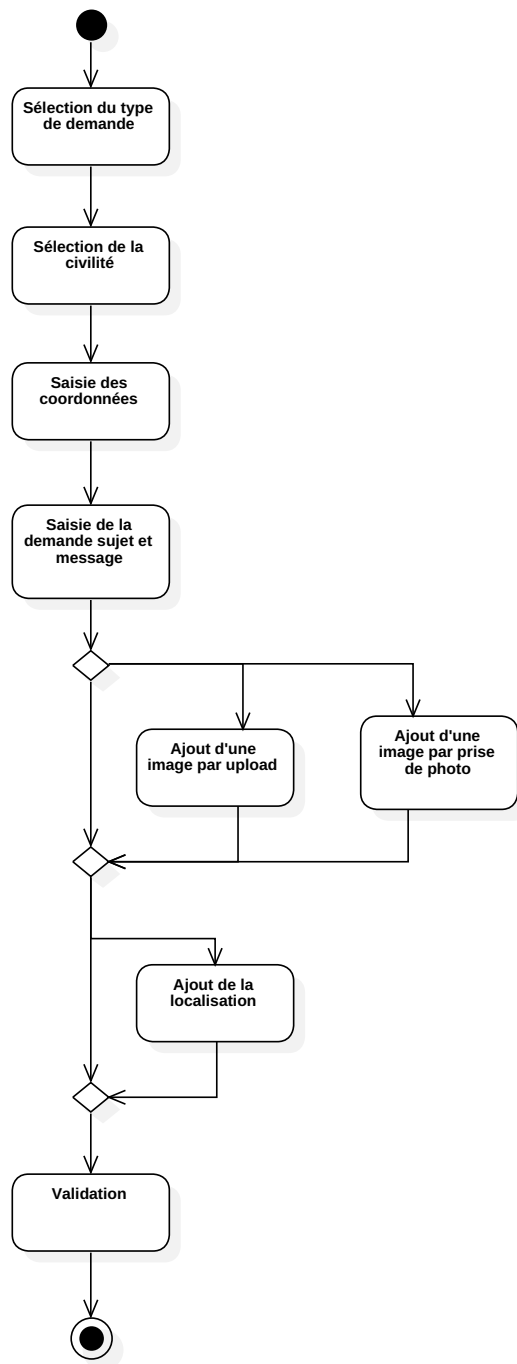 Sélection du type
de demande
Sélection de la
civilité
Saisie des
coordonnées
Saisie de la
demande sujet et
message
Ajout d'une
image par upload
Ajout d'une
image par prise
de photo
Ajout de la
localisation
Validation